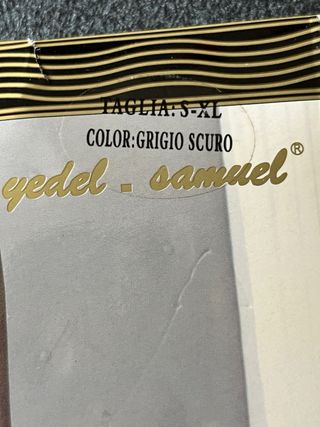 TAGLIA: S-XL
COLOR:GRIGIO SCURO
yedel . samuel®